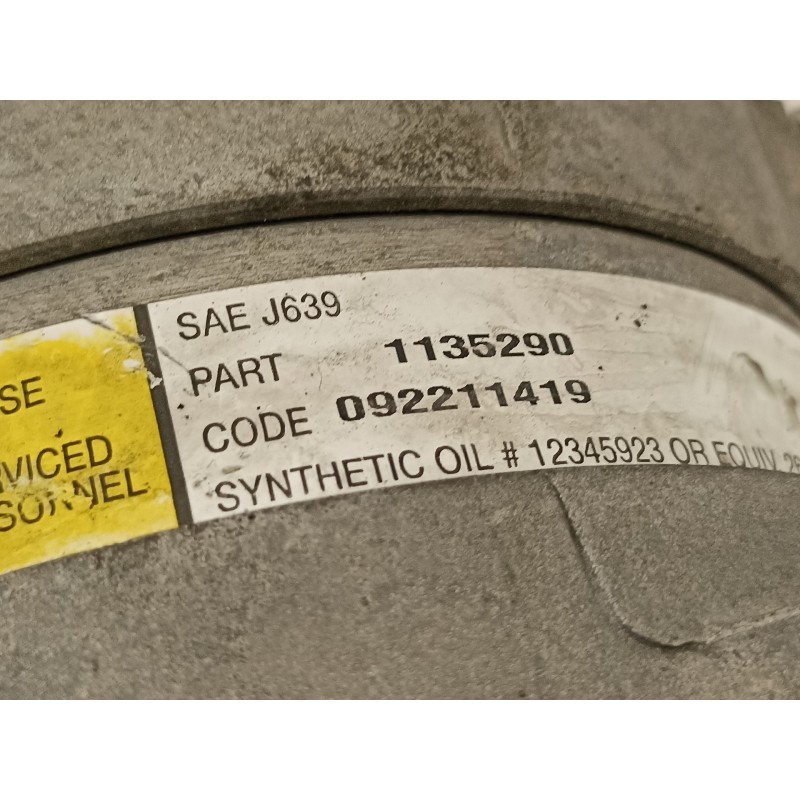 SE
SAE J639
PART 1135290
VICED
CODE 092211419
SONNEL
SYNTHETIC OIL # 12345923 OR EQUIV